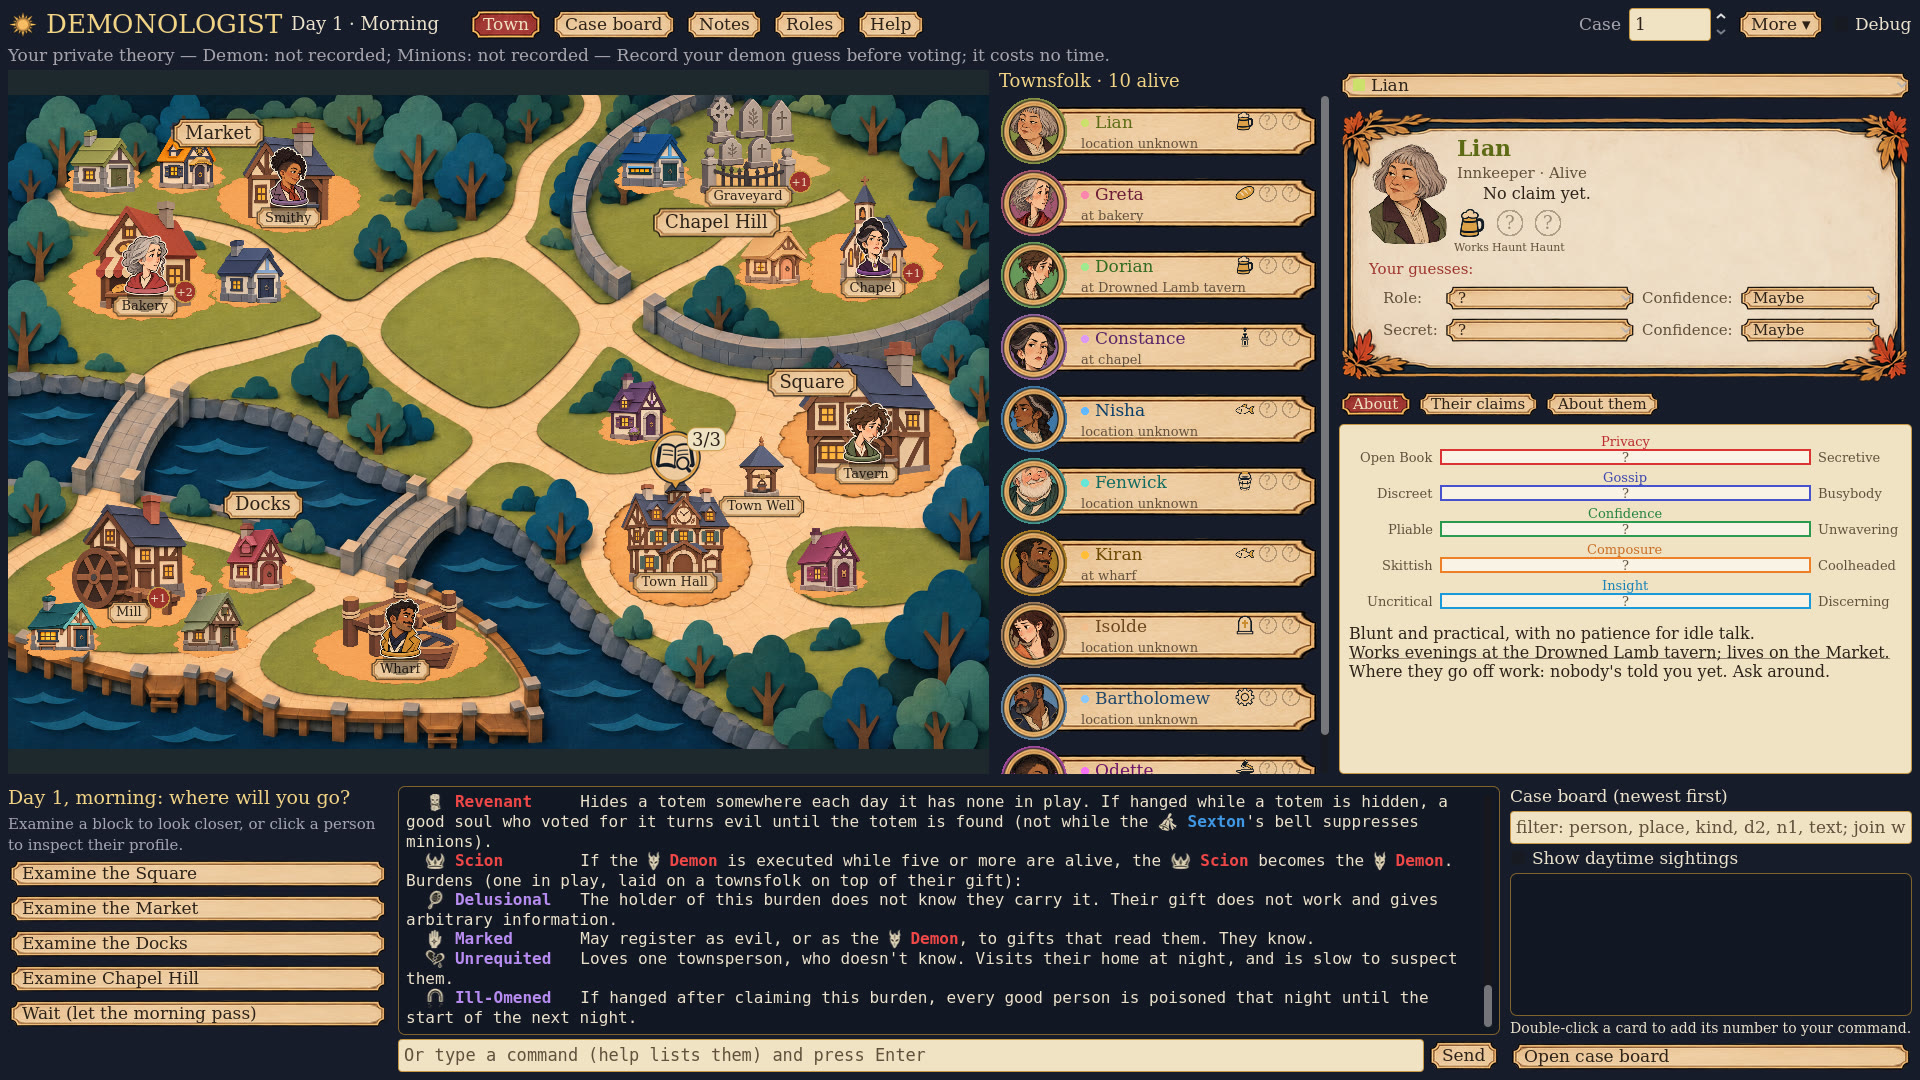 DEMONOLOGIST Day 1 · Morning Town Case board Notes Roles Help Case 1 More ▾ Debug
Your private theory — Demon: not recorded; Minions: not recorded — Record your demon guess before voting; it costs no time.
Market
Smithy
Bakery
+2
Graveyard
+1
Chapel Hill
Chapel
+1
Square
Tavern
3/3
Town Well
Town Hall
Docks
Mill
+1
Wharf
Townsfolk · 10 alive
Lian
location unknown
Greta
at bakery
Dorian
at Drowned Lamb tavern
Constance
at chapel
Nisha
location unknown
Fenwick
location unknown
Kiran
at wharf
Isolde
location unknown
Bartholomew
location unknown
Odette
Lian
Lian
Innkeeper · Alive
No claim yet.
? ?
Works Haunt Haunt
Your guesses:
Role: ? Confidence: Maybe
Secret: ? Confidence: Maybe
About Their claims About them
Privacy
Open Book ? Secretive
Gossip
Discreet ? Busybody
Confidence
Pliable ? Unwavering
Composure
Skittish ? Coolheaded
Insight
Uncritical ? Discerning
Blunt and practical, with no patience for idle talk.
Works evenings at the Drowned Lamb tavern; lives on the Market.
Where they go off work: nobody's told you yet. Ask around.
Day 1, morning: where will you go?
Examine a block to look closer, or click a person
to inspect their profile.
Examine the Square
Examine the Market
Examine the Docks
Examine Chapel Hill
Wait (let the morning pass)
Revenant Hides a totem somewhere each day it has none in play. If hanged while a totem is hidden, a
good soul who voted for it turns evil until the totem is found (not while the Sexton's bell suppresses
minions).
Scion If the Demon is executed while five or more are alive, the Scion becomes the Demon.
Burdens (one in play, laid on a townsfolk on top of their gift):
Delusional The holder of this burden does not know they carry it. Their gift does not work and gives
arbitrary information.
Marked May register as evil, or as the Demon, to gifts that read them. They know.
Unrequited Loves one townsperson, who doesn't know. Visits their home at night, and is slow to suspect
them.
Ill-Omened If hanged after claiming this burden, every good person is poisoned that night until the
start of the next night.
Or type a command (help lists them) and press Enter
Send
Case board (newest first)
filter: person, place, kind, d2, n1, text; join w
Show daytime sightings
Double-click a card to add its number to your command.
Open case board